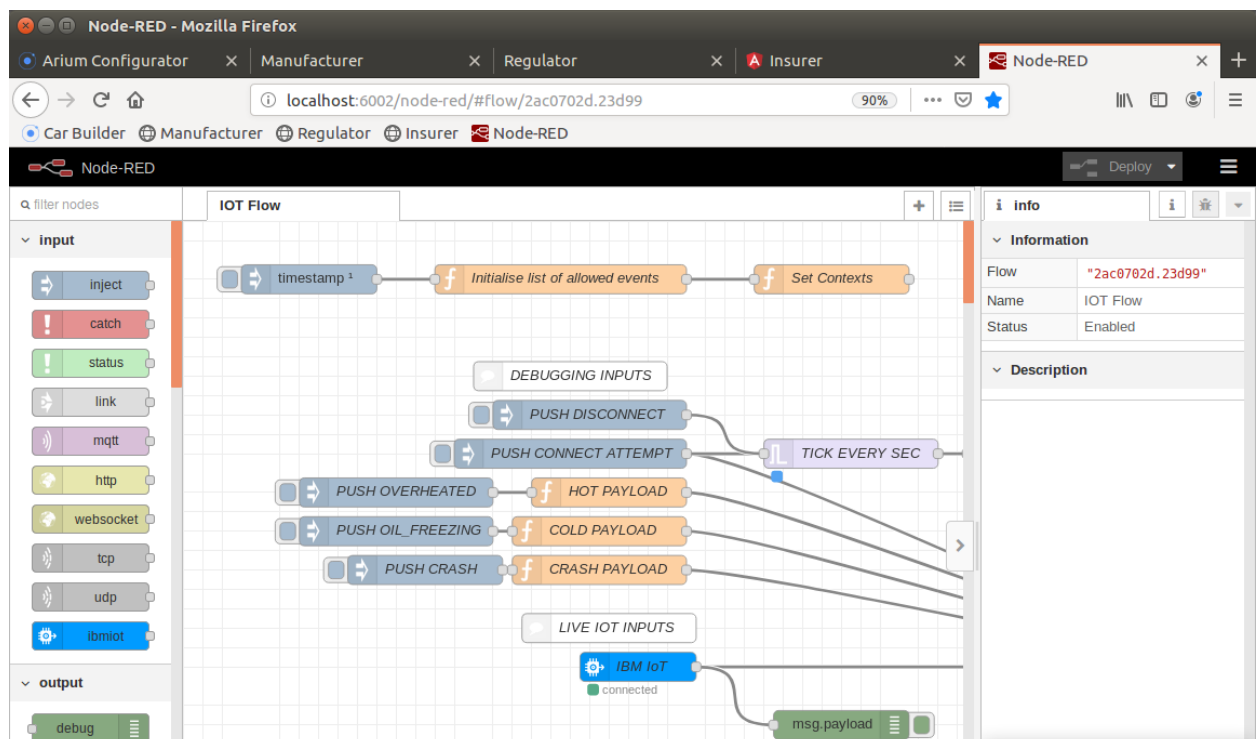 Node-RED - Mozilla Firefox
Arium Configurator
Manufacturer
Regulator
Insurer
Node-RED
localhost:6002/node-red/#flow/2ac0702d.23d99
90%
Car Builder
Manufacturer
Regulator
Insurer
Node-RED
Node-RED
Deploy
filter nodes
IOT Flow
info
input
inject
catch
status
link
mqtt
http
websocket
tcp
udp
ibmiot
output
debug
timestamp ¹
Initialise list of allowed events
Set Contexts
DEBUGGING INPUTS
PUSH DISCONNECT
PUSH CONNECT ATTEMPT
TICK EVERY SEC
PUSH OVERHEATED
HOT PAYLOAD
PUSH OIL_FREEZING
COLD PAYLOAD
PUSH CRASH
CRASH PAYLOAD
LIVE IOT INPUTS
IBM IoT
connected
msg.payload
Information
Flow "2ac0702d.23d99"
Name IOT Flow
Status Enabled
Description